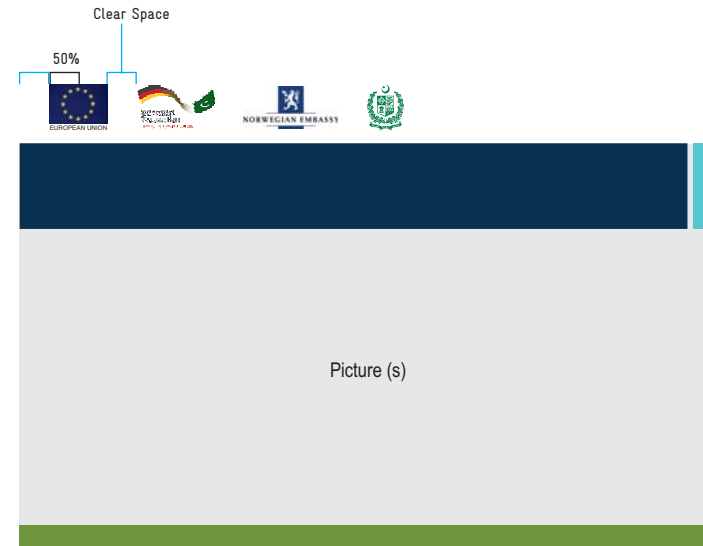 Clear Space
50%
EUROPEAN UNION
NORWEGIAN EMBASSY
Picture (s)